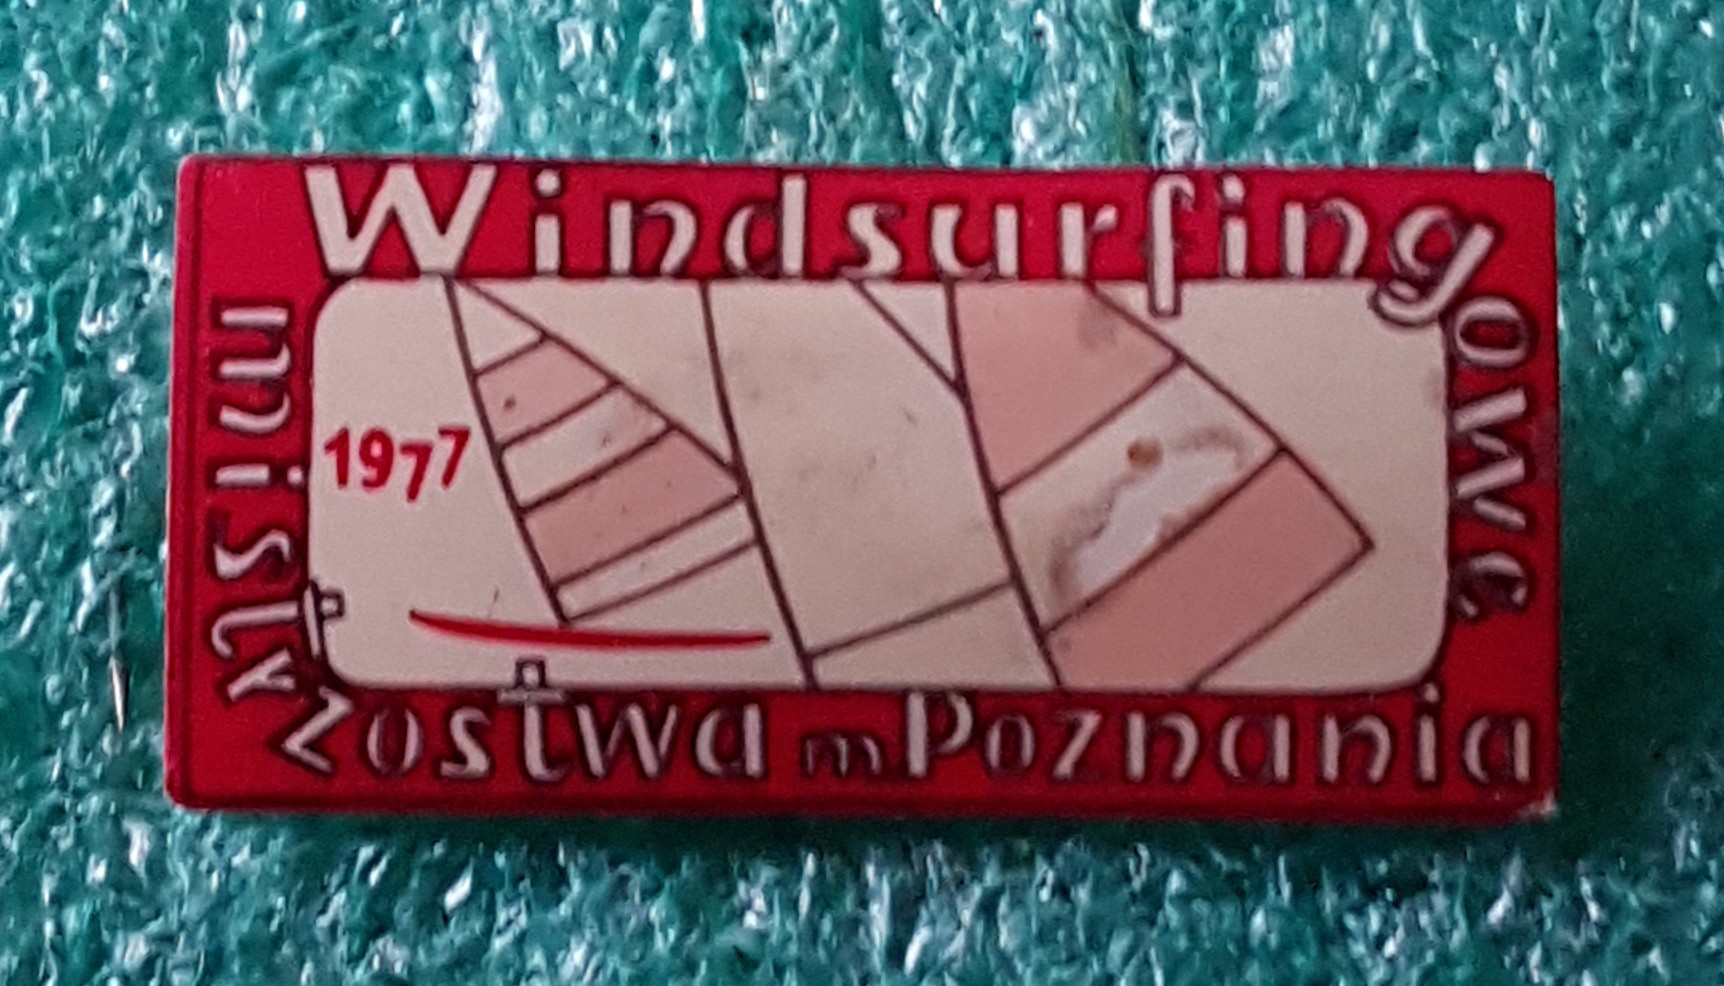 Windsurfingowe
mistrzostwa m Poznania
1977